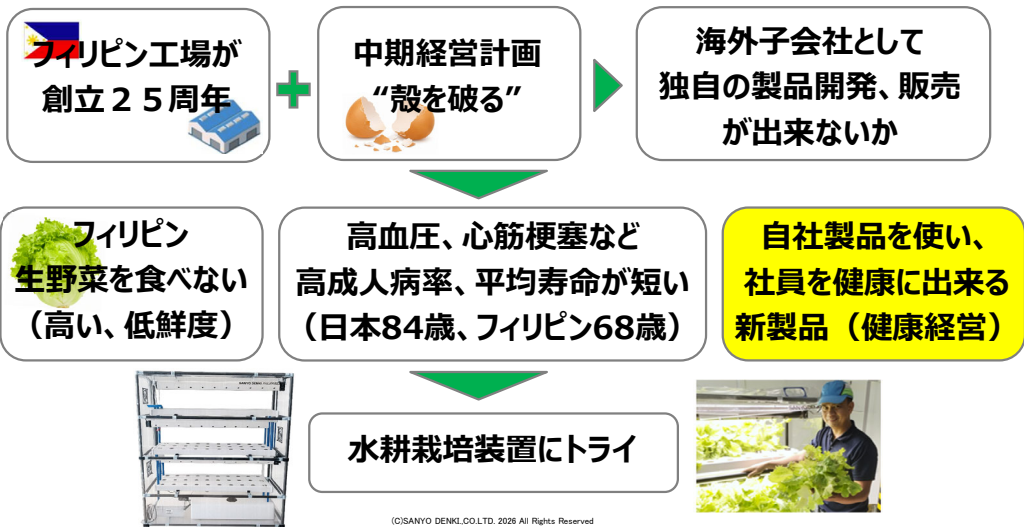 フィリピン工場が
創立２５周年
中期経営計画
“殻を破る”
海外子会社として
独自の製品開発、販売
が出来ないか
フィリピン
生野菜を食べない
（高い、低鮮度）
高血圧、心筋梗塞など
高成人病率、平均寿命が短い
（日本84歳、フィリピン68歳）
自社製品を使い、
社員を健康に出来る
新製品（健康経営）
SANYO DENKI PHILIPPINES
水耕栽培装置にトライ
(C)SANYO DENKI.,CO.LTD. 2026 All Rights Reserved